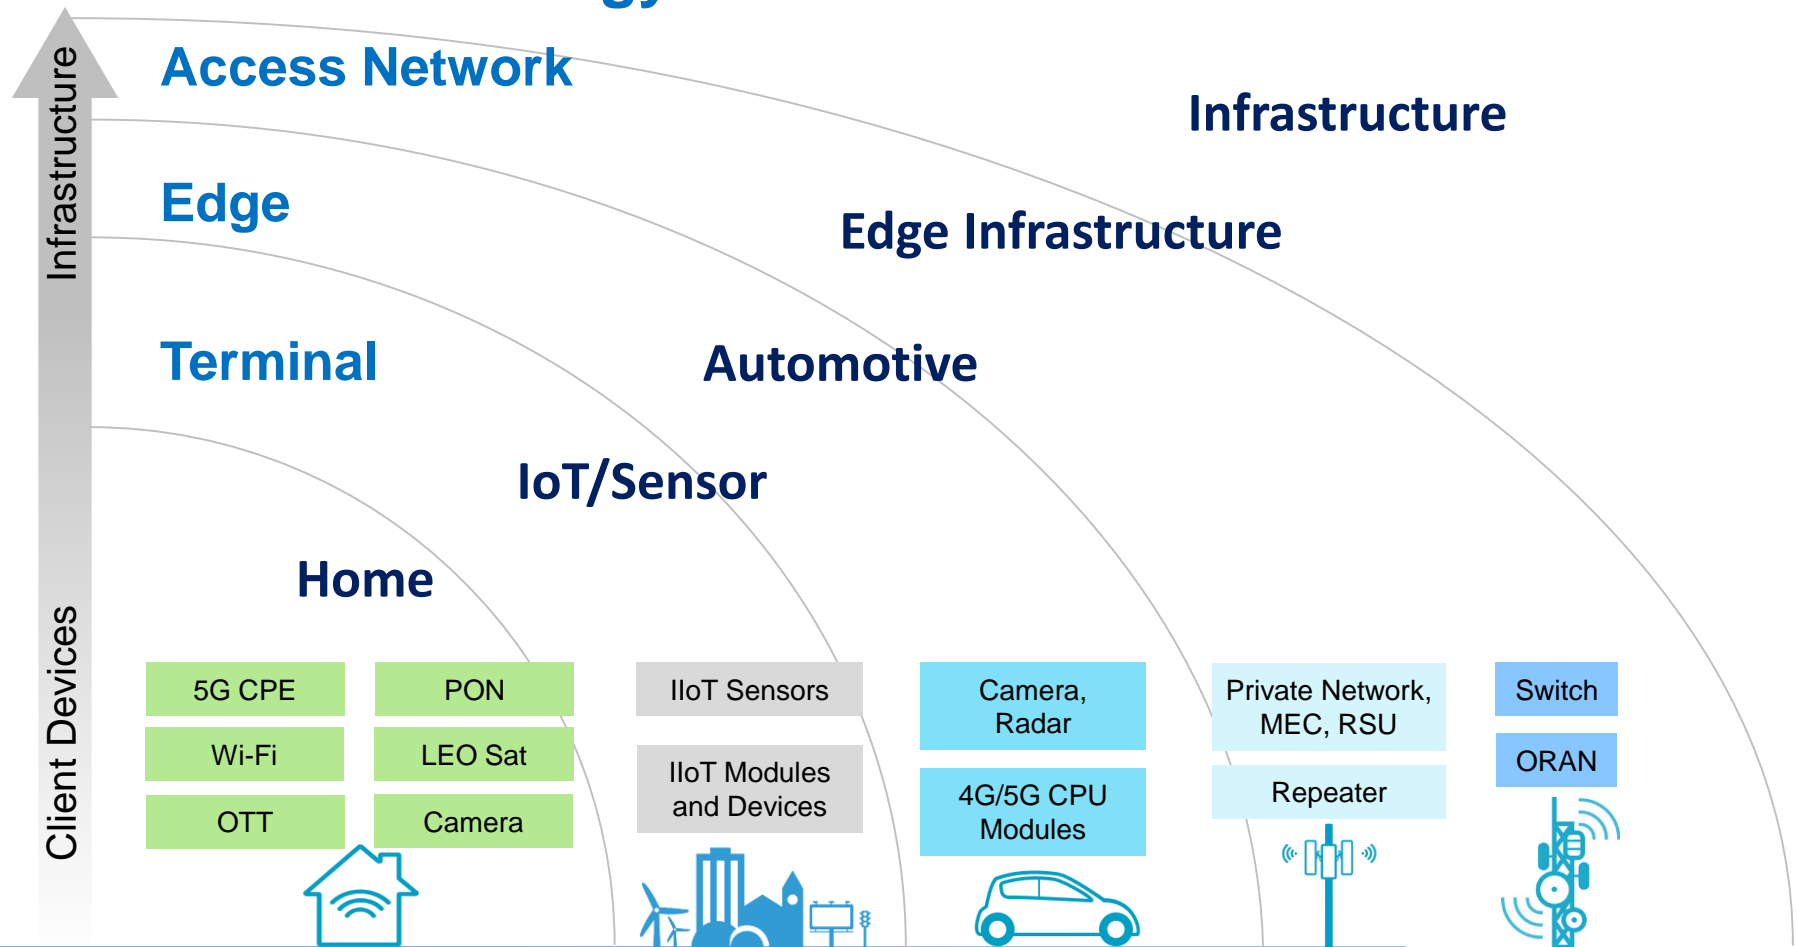 Access Network
Infrastructure
Infrastructure
Edge
Edge Infrastructure
Terminal
Automotive
IoT/Sensor
Home
Client Devices
5G CPE
PON
Wi-Fi
LEO Sat
OTT
Camera
IIoT Sensors
IIoT Modules
and Devices
Camera,
Radar
4G/5G CPU
Modules
Private Network,
MEC, RSU
Repeater
Switch
ORAN